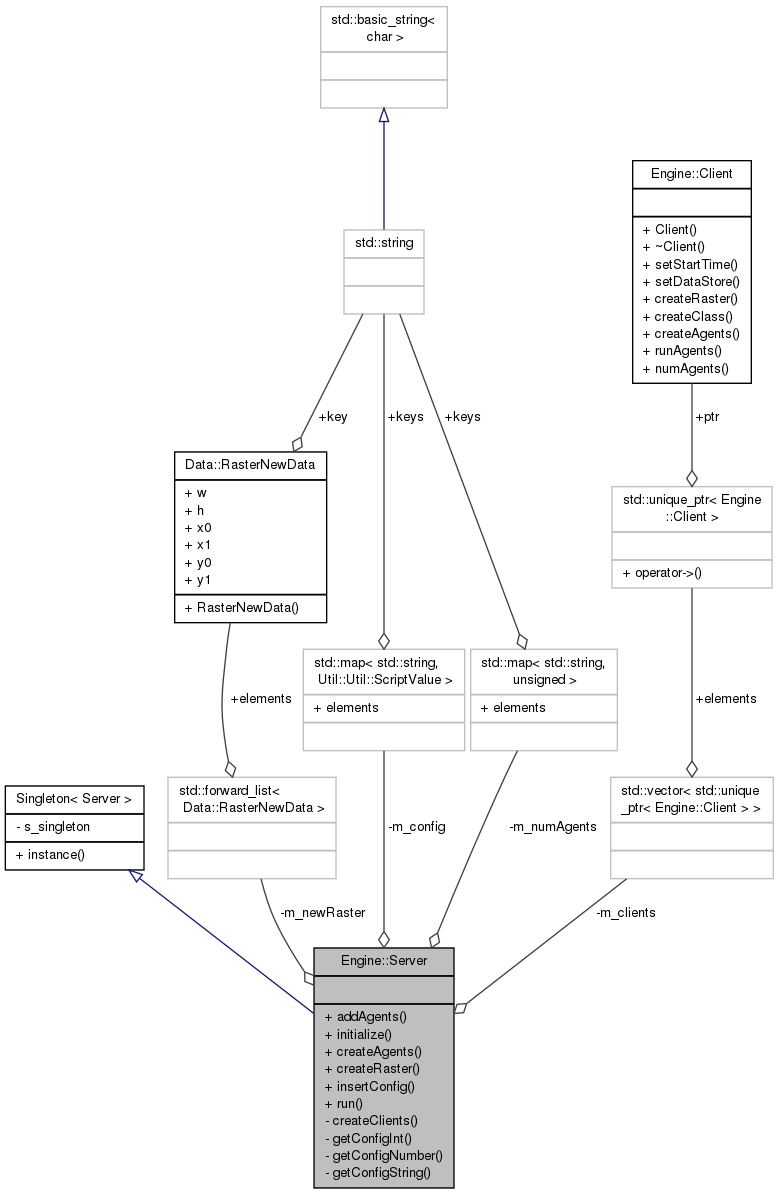 std::basic_string<
char >
Engine::Client
+ Client()
+ ~Client()
+ setStartTime()
+ setDataStore()
+ createRaster()
+ createClass()
+ createAgents()
+ runAgents()
+ numAgents()
std::string
+key
+keys
+keys
+ptr
Data::RasterNewData
+ w
+ h
+ x0
+ x1
+ y0
+ y1
+ RasterNewData()
std::unique_ptr< Engine
::Client >
+ operator->()
std::map< std::string,
Util::Util::ScriptValue >
+ elements
std::map< std::string,
unsigned >
+ elements
+elements
+elements
Singleton< Server >
- s_singleton
+ instance()
std::forward_list<
Data::RasterNewData >
std::vector< std::unique
_ptr< Engine::Client > >
-m_config
-m_numAgents
-m_newRaster
-m_clients
Engine::Server
+ addAgents()
+ initialize()
+ createAgents()
+ createRaster()
+ insertConfig()
+ run()
- createClients()
- getConfigInt()
- getConfigNumber()
- getConfigString()